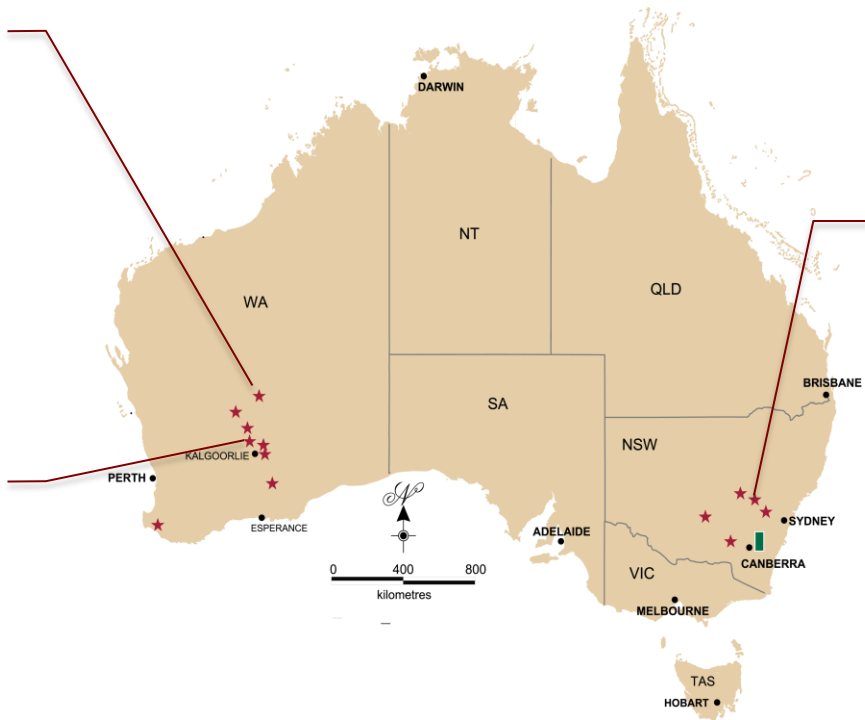 DARWIN
NT
WA
QLD
BRISBANE
SA
NSW
KALGOORLIE
PERTH
N
SYDNEY
ESPERANCE
ADELAIDE
CANBERRA
0 400 800
VIC
kilometres
MELBOURNE
TAS
HOBART